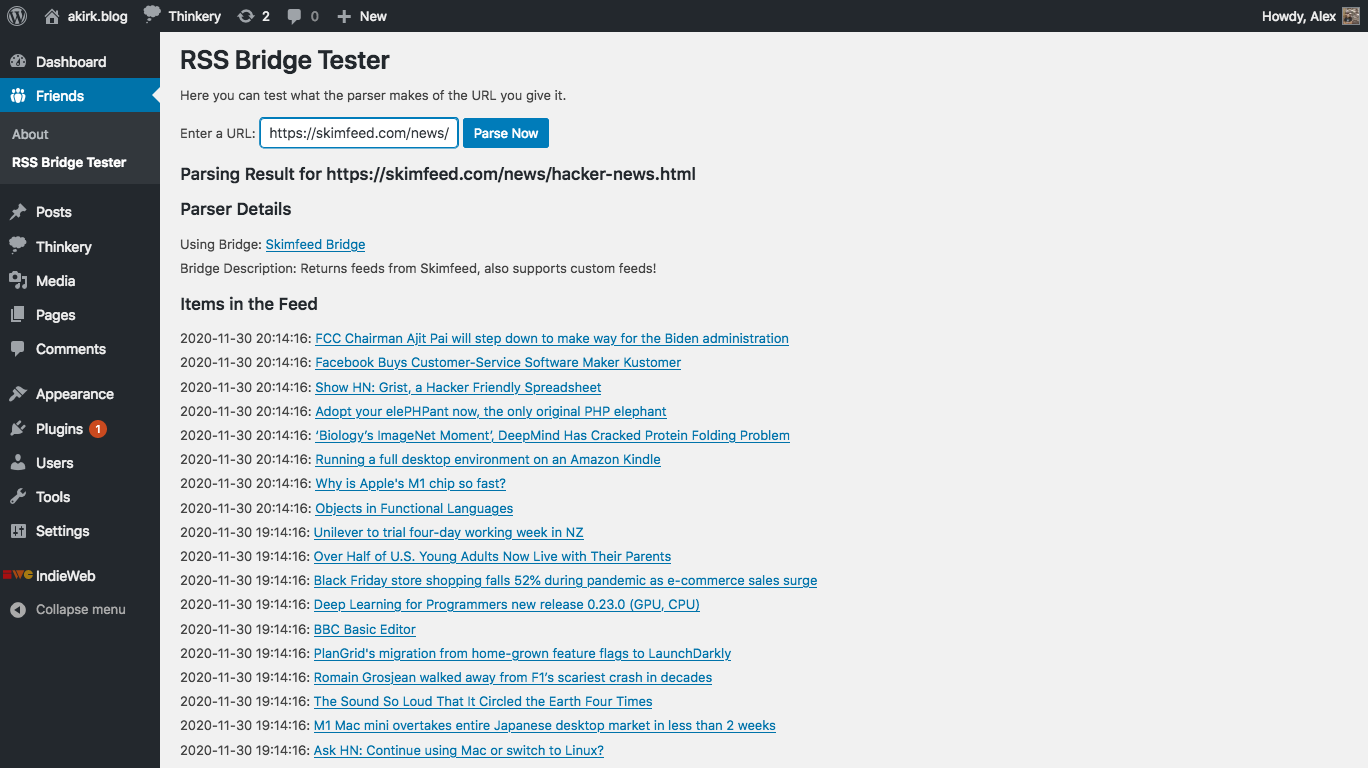 akirk.blog Thinkery 2 0 New Howdy, Alex
Dashboard
Friends
About
RSS Bridge Tester
Posts
Thinkery
Media
Pages
Comments
Appearance
Plugins 1
Users
Tools
Settings
IndieWeb
Collapse menu
RSS Bridge Tester
Here you can test what the parser makes of the URL you give it.
Enter a URL: https://skimfeed.com/news/ Parse Now
Parsing Result for https://skimfeed.com/news/hacker-news.html
Parser Details
Using Bridge: Skimfeed Bridge
Bridge Description: Returns feeds from Skimfeed, also supports custom feeds!
Items in the Feed
2020-11-30 20:14:16: FCC Chairman Ajit Pai will step down to make way for the Biden administration
2020-11-30 20:14:16: Facebook Buys Customer-Service Software Maker Kustomer
2020-11-30 20:14:16: Show HN: Grist, a Hacker Friendly Spreadsheet
2020-11-30 20:14:16: Adopt your elePHPant now, the only original PHP elephant
2020-11-30 20:14:16: ‘Biology’s ImageNet Moment’, DeepMind Has Cracked Protein Folding Problem
2020-11-30 20:14:16: Running a full desktop environment on an Amazon Kindle
2020-11-30 20:14:16: Why is Apple's M1 chip so fast?
2020-11-30 20:14:16: Objects in Functional Languages
2020-11-30 19:14:16: Unilever to trial four-day working week in NZ
2020-11-30 19:14:16: Over Half of U.S. Young Adults Now Live with Their Parents
2020-11-30 19:14:16: Black Friday store shopping falls 52% during pandemic as e-commerce sales surge
2020-11-30 19:14:16: Deep Learning for Programmers new release 0.23.0 (GPU, CPU)
2020-11-30 19:14:16: BBC Basic Editor
2020-11-30 19:14:16: PlanGrid's migration from home-grown feature flags to LaunchDarkly
2020-11-30 19:14:16: Romain Grosjean walked away from F1’s scariest crash in decades
2020-11-30 19:14:16: The Sound So Loud That It Circled the Earth Four Times
2020-11-30 19:14:16: M1 Mac mini overtakes entire Japanese desktop market in less than 2 weeks
2020-11-30 19:14:16: Ask HN: Continue using Mac or switch to Linux?